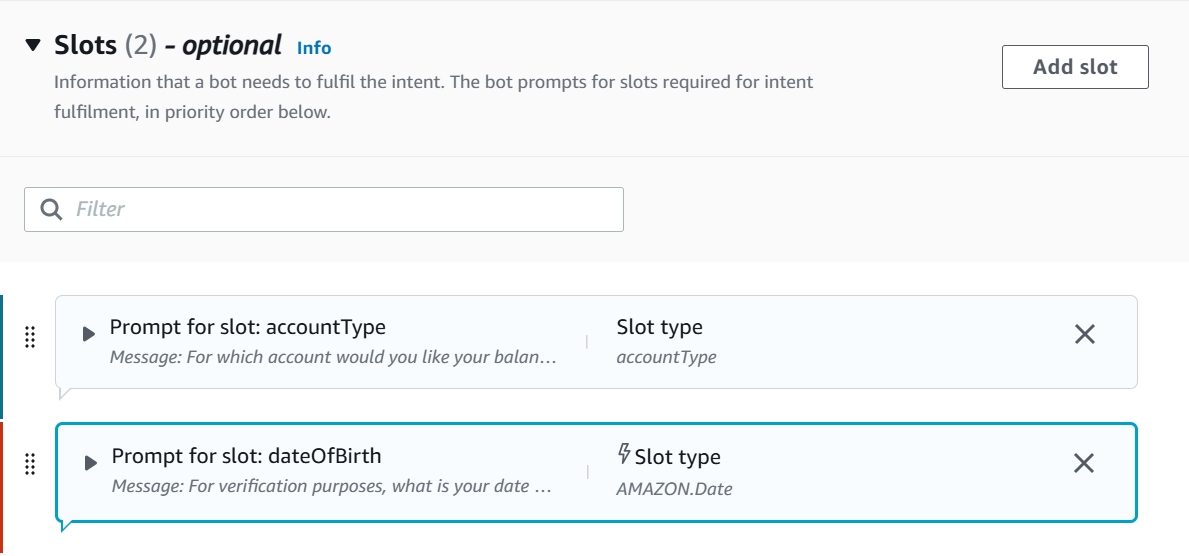 Slots (2) - optional Info
Add slot
Information that a bot needs to fulfil the intent. The bot prompts for slots required for intent
fulfilment, in priority order below.
Filter
Prompt for slot: accountType
Message: For which account would you like your balan…
Slot type
accountType
Prompt for slot: dateOfBirth
Message: For verification purposes, what is your date …
Slot type
AMAZON.Date